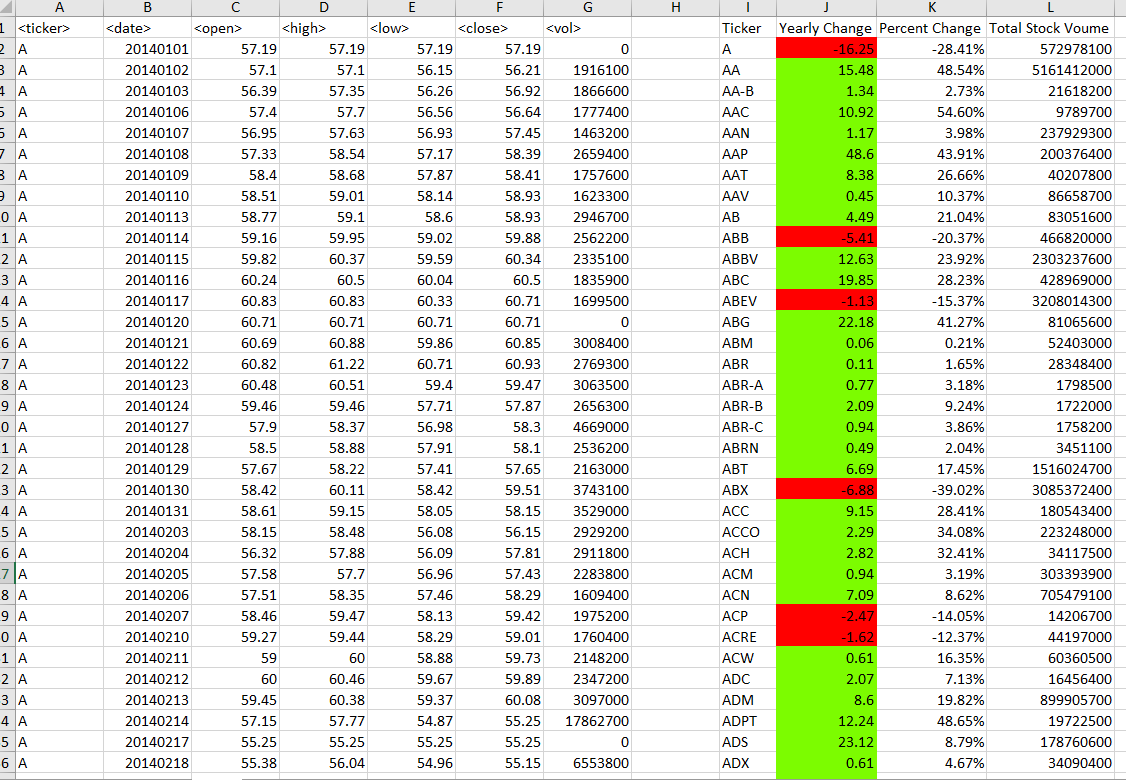 A B C D E F G H I J K L
1 <ticker> <date> <open> <high> <low> <close> <vol> Ticker Yearly Change Percent Change Total Stock Voume
2 A 20140101 57.19 57.19 57.19 57.19 0 A -16.25 -28.41% 572978100
3 A 20140102 57.1 57.1 56.15 56.21 1916100 AA 15.48 48.54% 5161412000
4 A 20140103 56.39 57.35 56.26 56.92 1866600 AA-B 1.34 2.73% 21618200
5 A 20140106 57.4 57.7 56.56 56.64 1777400 AAC 10.92 54.60% 9789700
6 A 20140107 56.95 57.63 56.93 57.45 1463200 AAN 1.17 3.98% 237929300
7 A 20140108 57.33 58.54 57.17 58.39 2659400 AAP 48.6 43.91% 200376400
8 A 20140109 58.4 58.68 57.87 58.41 1757600 AAT 8.38 26.66% 40207800
9 A 20140110 58.51 59.01 58.14 58.93 1623300 AAV 0.45 10.37% 86658700
0 A 20140113 58.77 59.1 58.6 58.93 2946700 AB 4.49 21.04% 83051600
1 A 20140114 59.16 59.95 59.02 59.88 2562200 ABB -5.41 -20.37% 466820000
2 A 20140115 59.82 60.37 59.59 60.34 2335100 ABBV 12.63 23.92% 2303237600
3 A 20140116 60.24 60.5 60.04 60.5 1835900 ABC 19.85 28.23% 428969000
4 A 20140117 60.83 60.83 60.33 60.71 1699500 ABEV -1.13 -15.37% 3208014300
5 A 20140120 60.71 60.71 60.71 60.71 0 ABG 22.18 41.27% 81065600
6 A 20140121 60.69 60.88 59.86 60.85 3008400 ABM 0.06 0.21% 52403000
7 A 20140122 60.82 61.22 60.71 60.93 2769300 ABR 0.11 1.65% 28348400
8 A 20140123 60.48 60.51 59.4 59.47 3063500 ABR-A 0.77 3.18% 1798500
9 A 20140124 59.46 59.46 57.71 57.87 2656300 ABR-B 2.09 9.24% 1722000
0 A 20140127 57.9 58.37 56.98 58.3 4669000 ABR-C 0.94 3.86% 1758200
1 A 20140128 58.5 58.88 57.91 58.1 2536200 ABRN 0.49 2.04% 3451100
2 A 20140129 57.67 58.22 57.41 57.65 2163000 ABT 6.69 17.45% 1516024700
3 A 20140130 58.42 60.11 58.42 59.51 3743100 ABX -6.88 -39.02% 3085372400
4 A 20140131 58.61 59.15 58.05 58.15 3529000 ACC 9.15 28.41% 180543400
5 A 20140203 58.15 58.48 56.08 56.15 2929200 ACCO 2.29 34.08% 223248000
6 A 20140204 56.32 57.88 56.09 57.81 2911800 ACH 2.82 32.41% 34117500
7 A 20140205 57.58 57.7 56.96 57.43 2283800 ACM 0.94 3.19% 303393900
8 A 20140206 57.51 58.35 57.46 58.29 1609400 ACN 7.09 8.62% 705479100
9 A 20140207 58.46 59.47 58.13 59.42 1975200 ACP -2.47 -14.05% 14206700
0 A 20140210 59.27 59.44 58.29 59.01 1760400 ACRE -1.62 -12.37% 44197000
1 A 20140211 59 60 58.88 59.73 2148200 ACW 0.61 16.35% 60360500
2 A 20140212 60 60.46 59.67 59.89 2347200 ADC 2.07 7.13% 16456400
3 A 20140213 59.45 60.38 59.37 60.08 3097000 ADM 8.6 19.82% 899905700
4 A 20140214 57.15 57.77 54.87 55.25 17862700 ADPT 12.24 48.65% 19722500
5 A 20140217 55.25 55.25 55.25 55.25 0 ADS 23.12 8.79% 178760600
6 A 20140218 55.38 56.04 54.96 55.15 6553800 ADX 0.61 4.67% 34090400